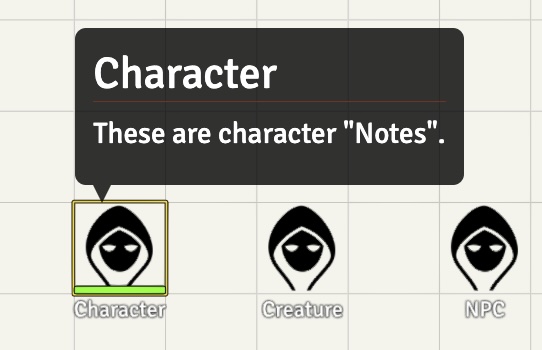 Character
These are character "Notes".
Character
Creature
NPC